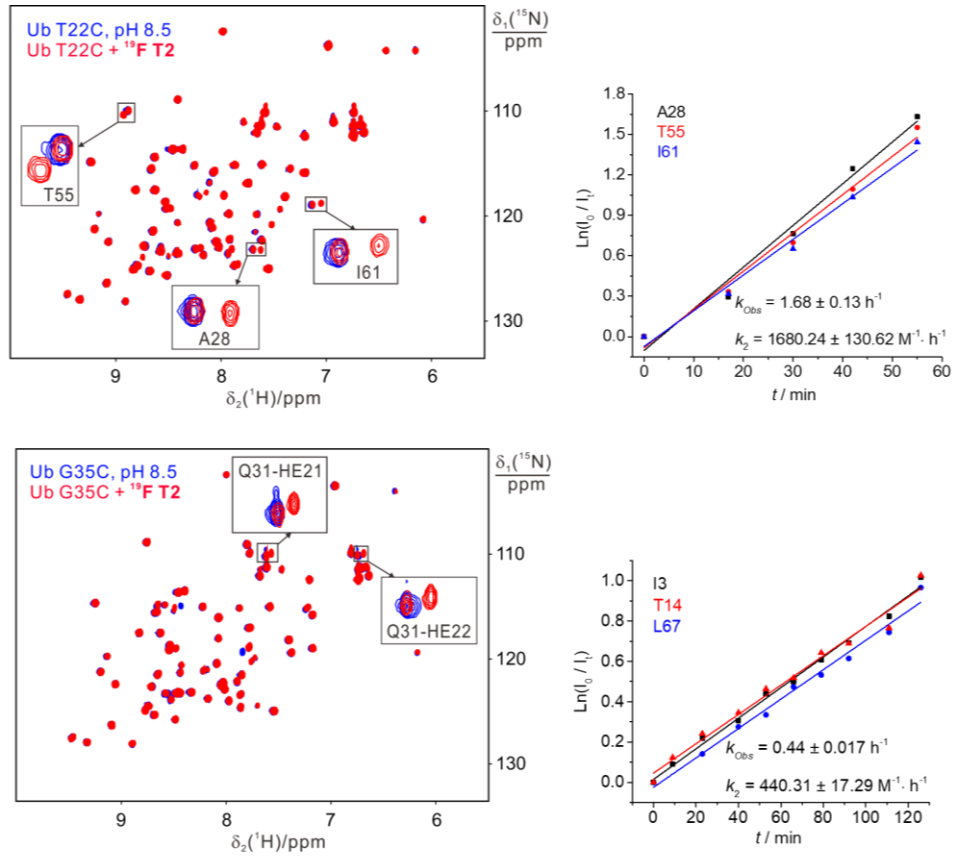 Ub T22C, pH 8.5
Ub T22C + ¹⁹F T2
T55
I61
A28
9
8
7
6
δ₂(¹H)/ppm
δ₁(¹⁵N)
ppm
110
120
130
A28
T55
I61
1.8
1.5
1.2
0.9
0.6
0.3
0.0
Ln(I₀ / Iₜ)
k_Obs = 1.68 ± 0.13 h⁻¹
k₂ = 1680.24 ± 130.62 M⁻¹· h⁻¹
0 10 20 30 40 50 60
t / min
Ub G35C, pH 8.5
Ub G35C + ¹⁹F T2
Q31-HE21
Q31-HE22
9
8
7
6
δ₂(¹H)/ppm
δ₁(¹⁵N)
ppm
110
120
130
I3
T14
L67
1.0
0.8
0.6
0.4
0.2
0.0
Ln(I₀ / Iₜ)
k_Obs = 0.44 ± 0.017 h⁻¹
k₂ = 440.31 ± 17.29 M⁻¹· h⁻¹
0 20 40 60 80 100 120
t / min